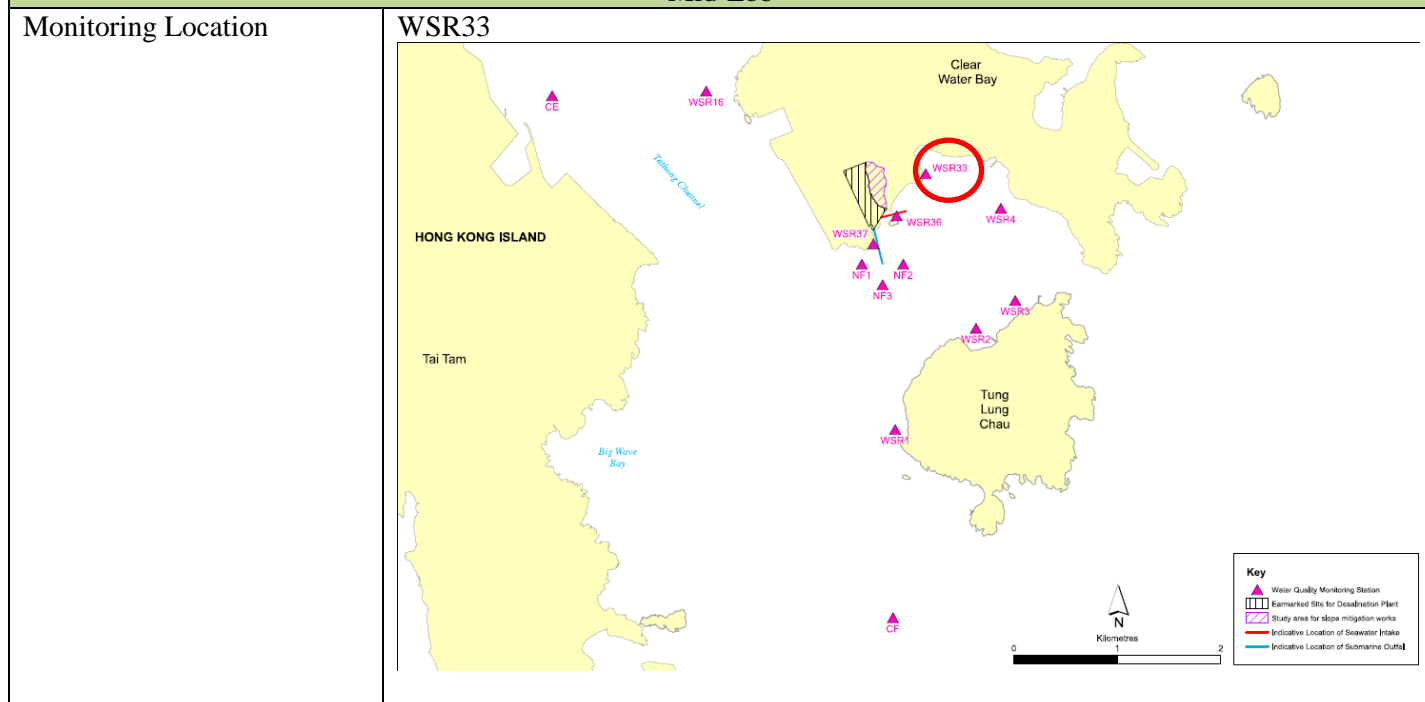 Monitoring Location
WSR33
Clear
Water Bay
CE
WSR16
Tathong Channel
WSR33
WSR36
WSR4
HONG KONG ISLAND
WSR37
NF1
NF2
NF3
WSR3
WSR2
Tai Tam
Tung
Lung
Chau
WSR1
Big Wave
Bay
CF
N
Kilometres
0
1
2
Key
Water Quality Monitoring Station
Earmarked Site for Desalination Plant
Study area for slope mitigation works
Indicative Location of Seawater Intake
Indicative Location of Submarine Outfall